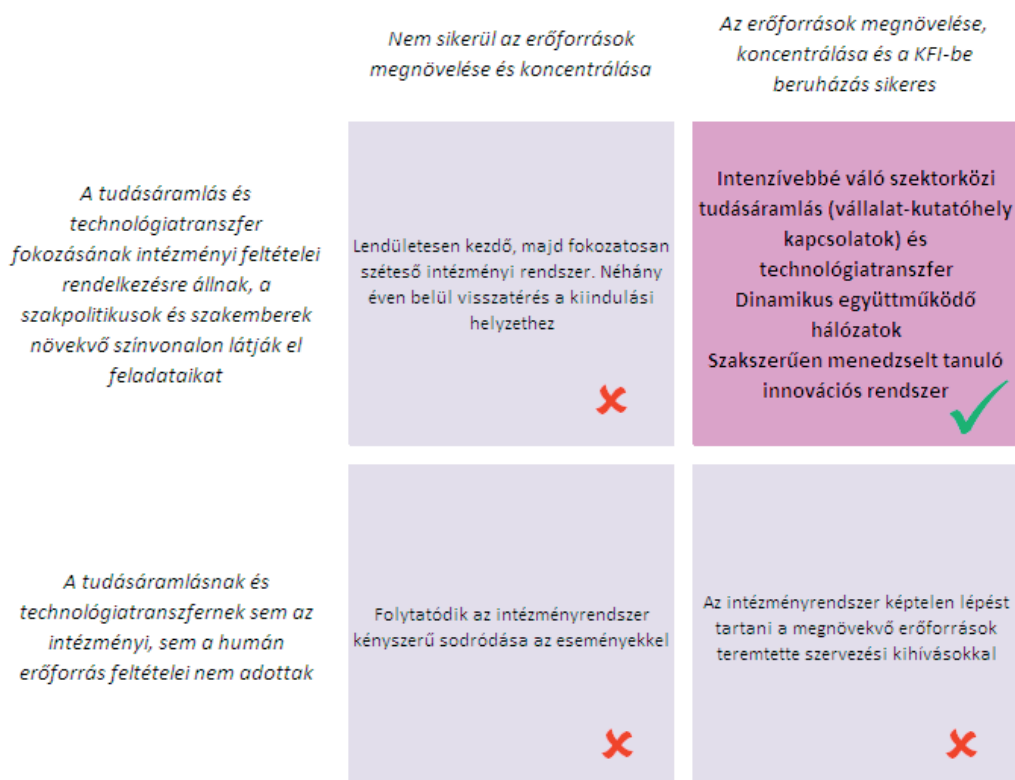 Nem sikerül az erőforrások
megnövelése és koncentrálása
Az erőforrások megnövelése,
koncentrálása és a KFI-be
beruházás sikeres
A tudásáramlás és
technológiatranszfer
fokozásának intézményi feltételei
rendelkezésre állnak, a
szakpolitikusok és szakemberek
növekvő színvonalon látják el
feladataikat
Lendületesen kezdő, majd fokozatosan
széteső intézményi rendszer. Néhány
éven belül visszatérés a kiindulási
helyzethez
Intenzívebbé váló szektorközi
tudásáramlás (vállalat-kutatóhely
kapcsolatok) és
technológiatranszfer
Dinamikus együttműködő
hálózatok
Szakszerűen menedzselt tanuló
innovációs rendszer
A tudásáramlásnak és
technológiatranszfernek sem az
intézményi, sem a humán
erőforrás feltételei nem adottak
Folytatódik az intézményrendszer
kényszerű sodródása az eseményekkel
Az intézményrendszer képtelen lépést
tartani a megnövekvő erőforrások
teremtette szervezési kihívásokkal